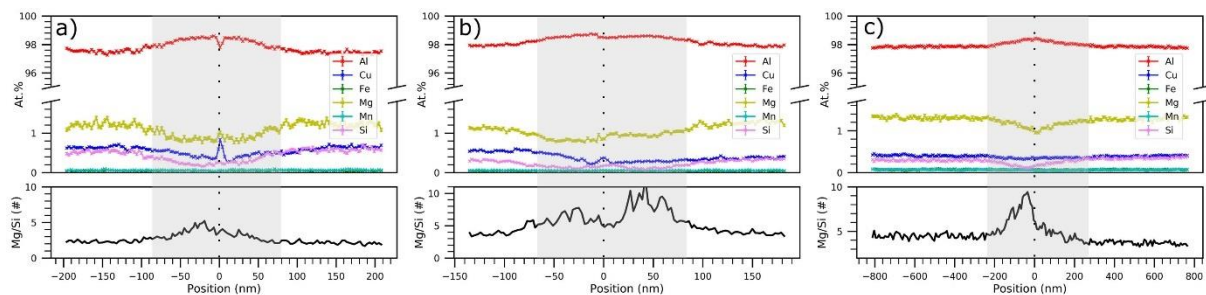 a)
100
98
96
At.%
1
0
Al
Cu
Fe
Mg
Mn
Si
10
5
0
Mg/Si (#)
-200 -150 -100 -50 0 50 100 150 200
Position (nm)
b)
100
98
96
At.%
1
0
Al
Cu
Fe
Mg
Mn
Si
10
5
0
Mg/Si (#)
-150 -100 -50 0 50 100 150
Position (nm)
c)
100
98
96
At.%
1
0
Al
Cu
Fe
Mg
Mn
Si
10
5
Mg/Si (#)
-800 -600 -400 -200 0 200 400 600 800
Position (nm)